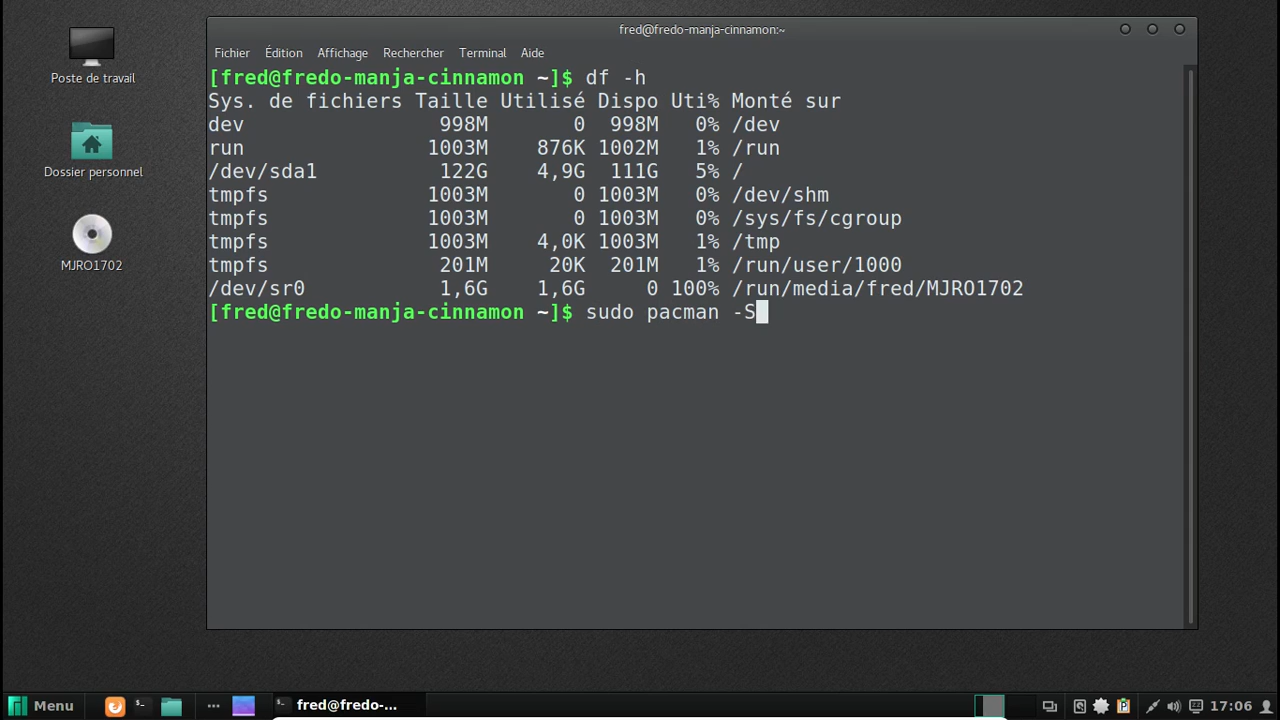 fred@fredo-manja-cinnamon:~
Fichier Édition Affichage Rechercher Terminal Aide
[fred@fredo-manja-cinnamon ~]$ df -h
Sys. de fichiers Taille Utilisé Dispo Uti% Monté sur
dev 998M 0 998M 0% /dev
run 1003M 876K 1002M 1% /run
/dev/sda1 122G 4,9G 111G 5% /
tmpfs 1003M 0 1003M 0% /dev/shm
tmpfs 1003M 0 1003M 0% /sys/fs/cgroup
tmpfs 1003M 4,0K 1003M 1% /tmp
tmpfs 201M 20K 201M 1% /run/user/1000
/dev/sr0 1,6G 1,6G 0 100% /run/media/fred/MJRO1702
[fred@fredo-manja-cinnamon ~]$ sudo pacman -S
Poste de travail
Dossier personnel
MJRO1702
Menu
fred@fredo-...
17:06